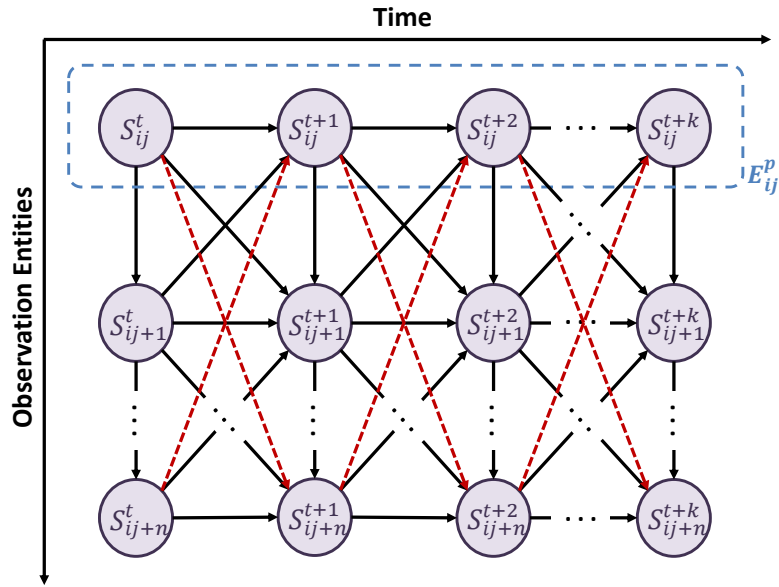 Time
Observation Entities
S_{ij}^{t} S_{ij}^{t+1} S_{ij}^{t+2} ... S_{ij}^{t+k}
E_{ij}^{p}
S_{ij+1}^{t} S_{ij+1}^{t+1} S_{ij+1}^{t+2} ... S_{ij+1}^{t+k}
S_{ij+n}^{t} S_{ij+n}^{t+1} S_{ij+n}^{t+2} ... S_{ij+n}^{t+k}